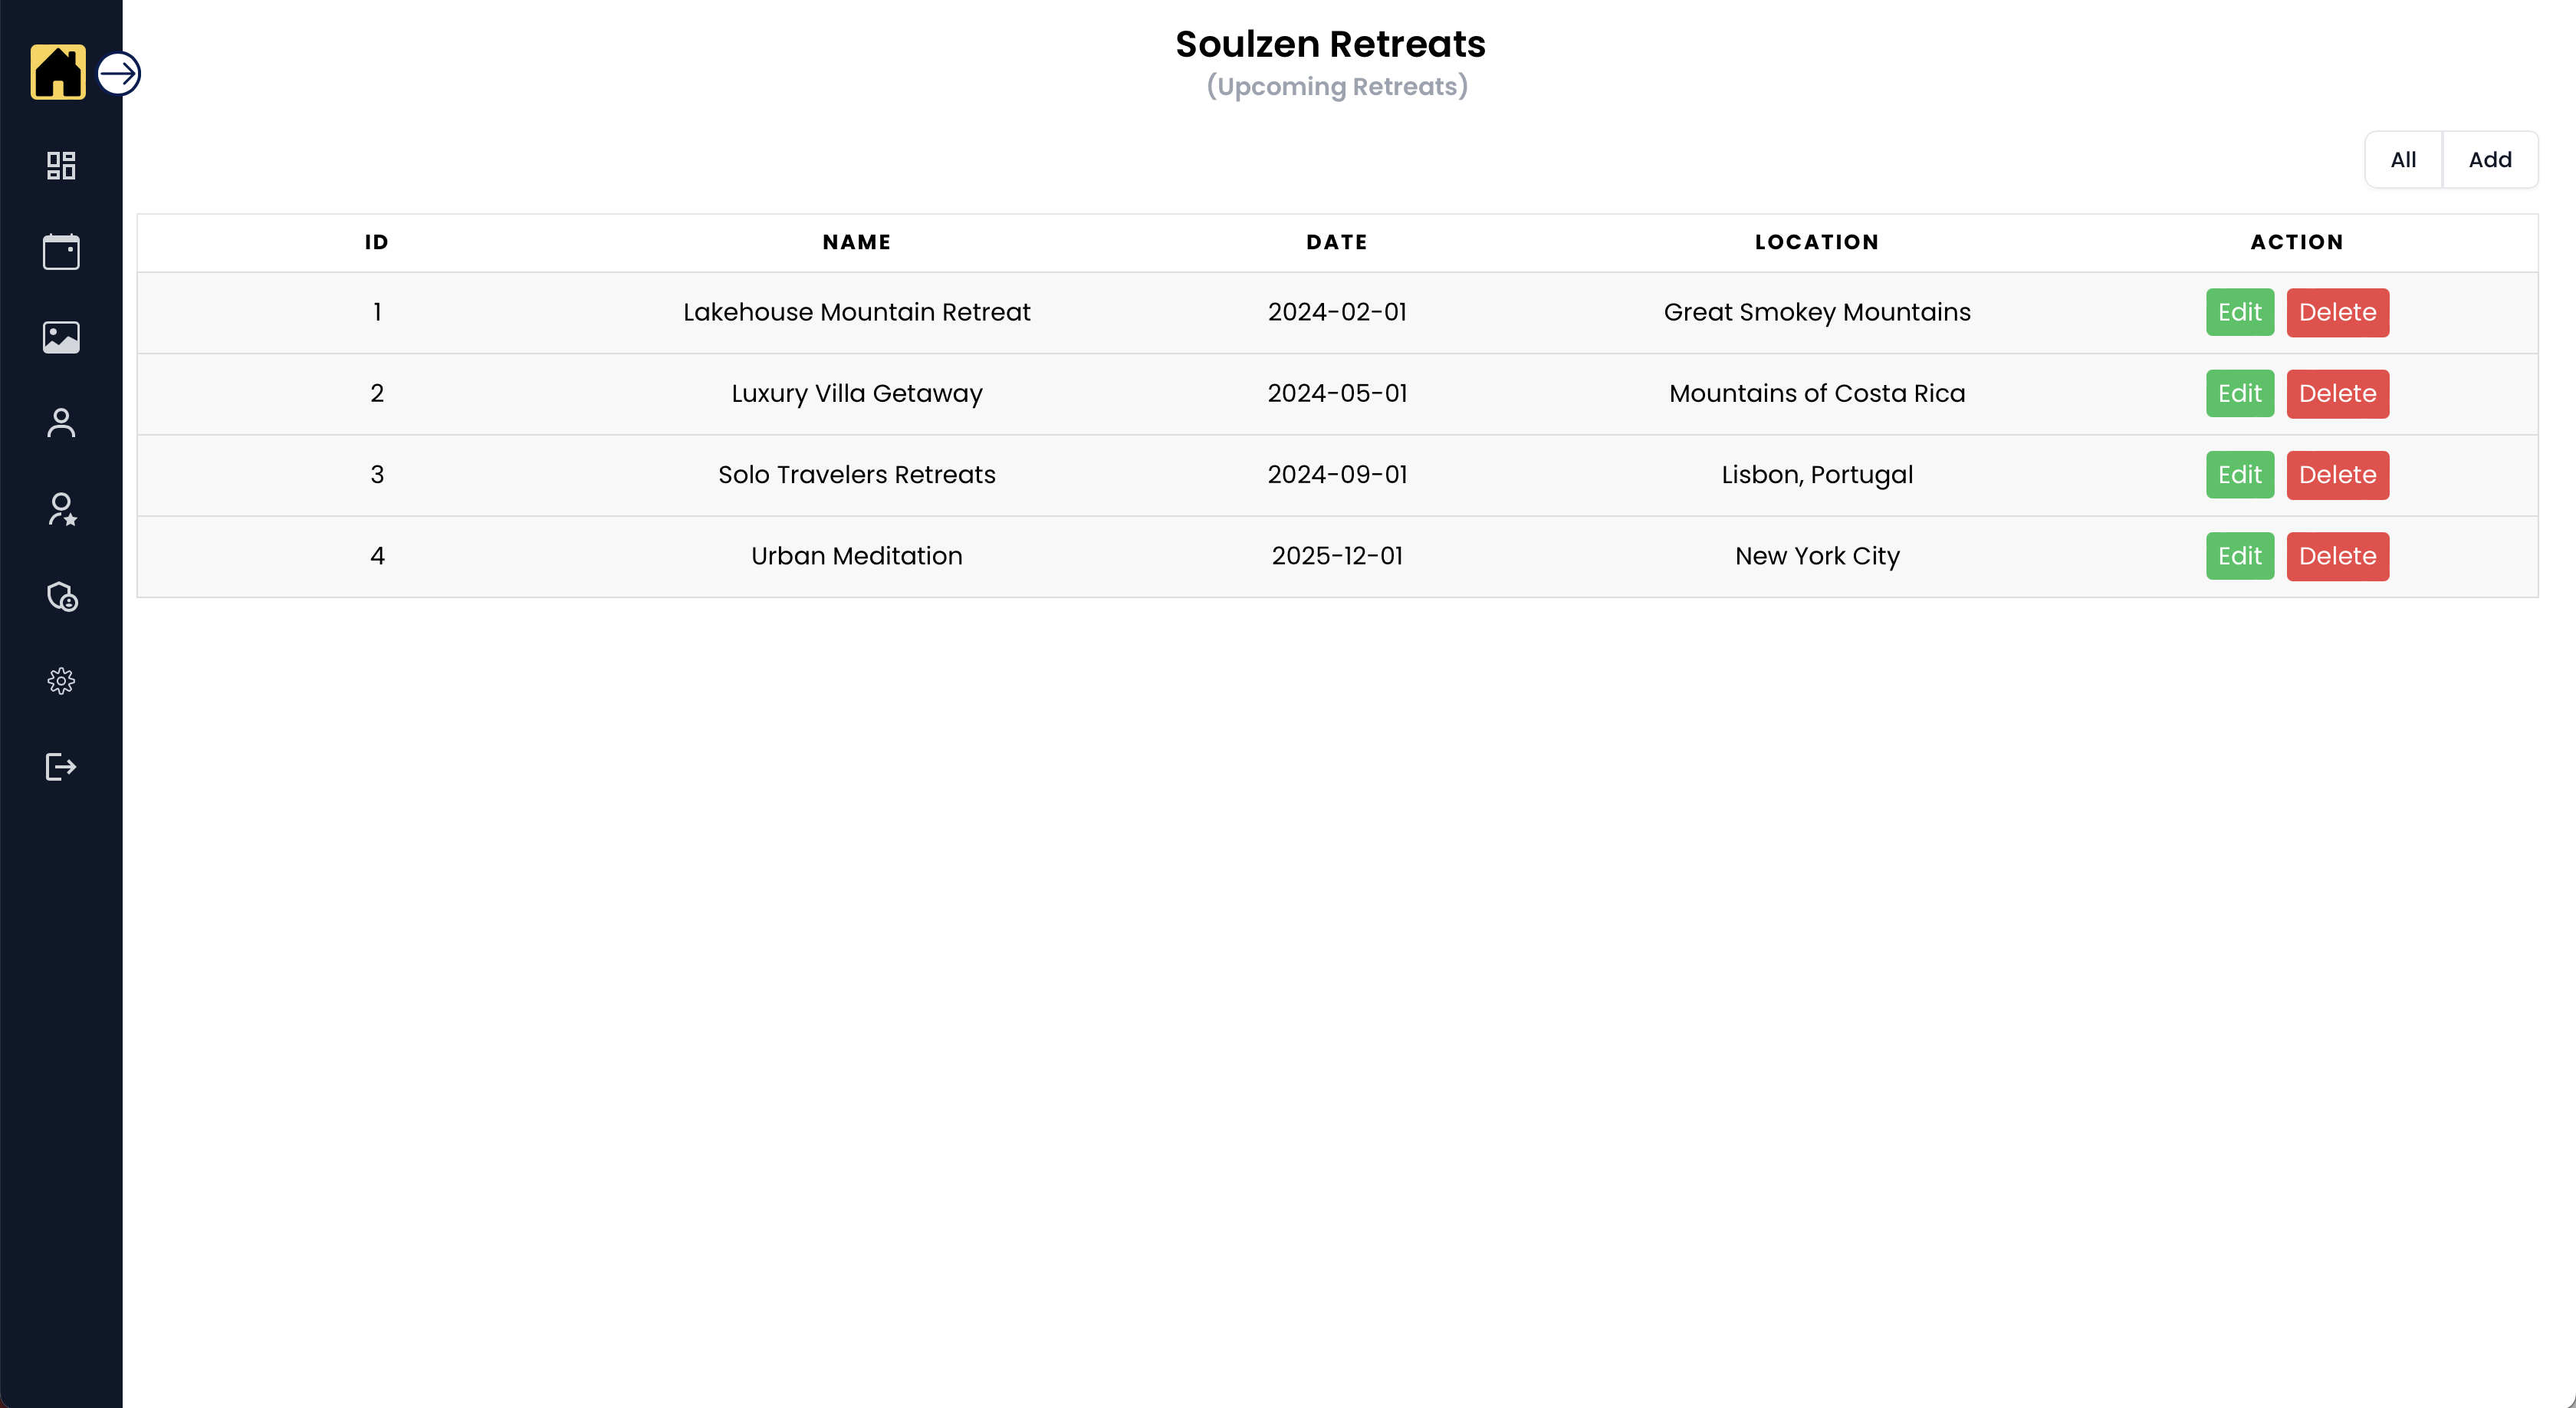 Soulzen Retreats
(Upcoming Retreats)
All Add
ID NAME DATE LOCATION ACTION
1 Lakehouse Mountain Retreat 2024-02-01 Great Smokey Mountains Edit Delete
2 Luxury Villa Getaway 2024-05-01 Mountains of Costa Rica Edit Delete
3 Solo Travelers Retreats 2024-09-01 Lisbon, Portugal Edit Delete
4 Urban Meditation 2025-12-01 New York City Edit Delete